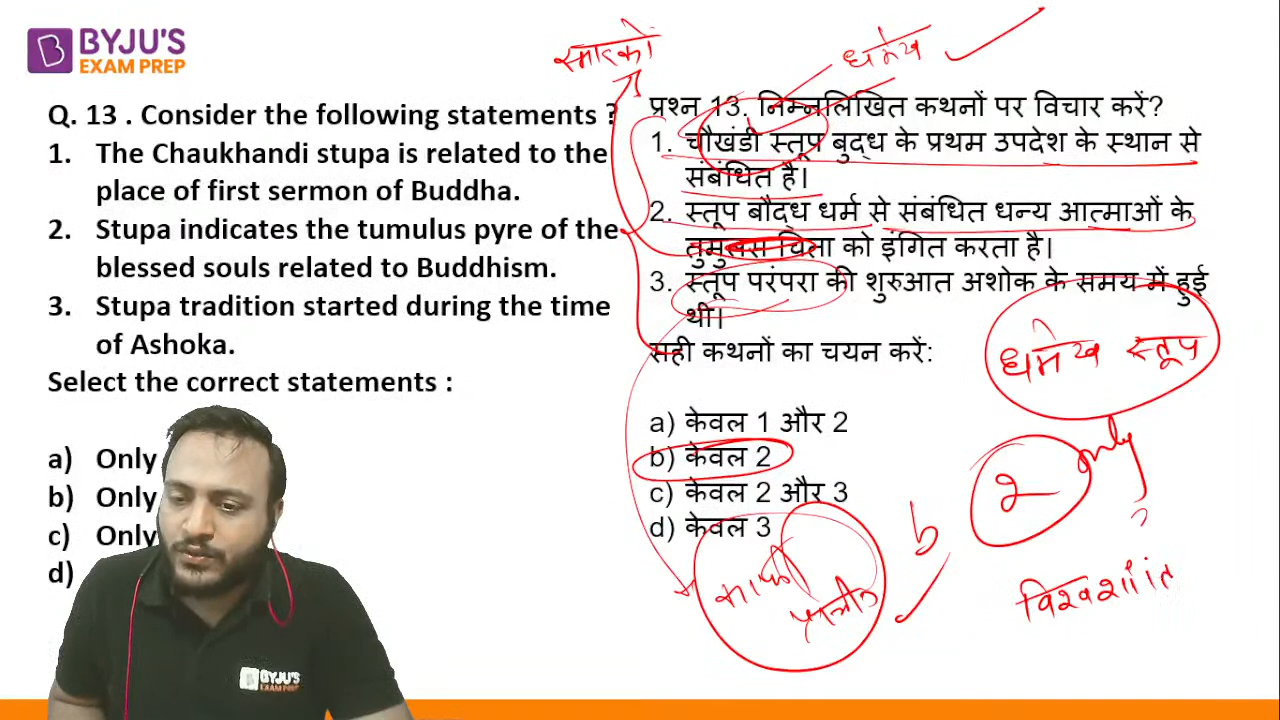 BYJU'S
EXAM PREP
स्मारकों
धमेख
Q. 13 . Consider the following statements ?
1. The Chaukhandi stupa is related to the
place of first sermon of Buddha.
2. Stupa indicates the tumulus pyre of the
blessed souls related to Buddhism.
3. Stupa tradition started during the time
of Ashoka.
Select the correct statements :
a) Only
b) Only
c) Only
d)
प्रश्न 13. निम्नलिखित कथनों पर विचार करें?
1. चौखंडी स्तूप बुद्ध के प्रथम उपदेश के स्थान से
संबंधित है।
2. स्तूप बौद्ध धर्म से संबंधित धन्य आत्माओं के
तुमुलस चिता को इंगित करता है।
3. स्तूप परंपरा की शुरुआत अशोक के समय में हुई
थी।
सही कथनों का चयन करें:
a) केवल 1 और 2
b) केवल 2
c) केवल 2 और 3
d) केवल 3
धमेख स्तूप
2 only
b
काफी
प्राचीन
विश्वशांति
BYJU'S
EXAM PREP